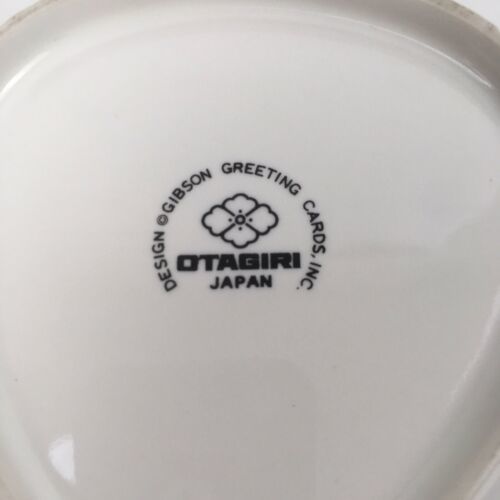 DESIGN © GIBSON GREETING CARDS, INC.
OTAGIRI
JAPAN